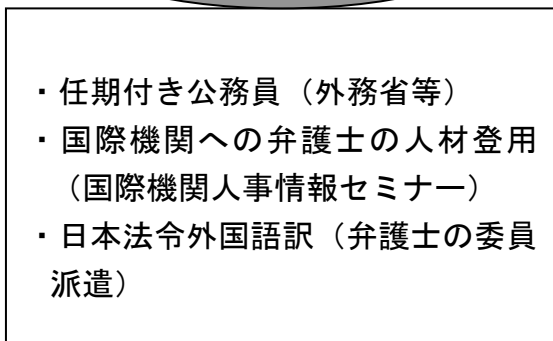 ・任期付き公務員（外務省等）
・国際機関への弁護士の人材登用
（国際機関人事情報セミナー）
・日本法令外国語訳（弁護士の委員
派遣）